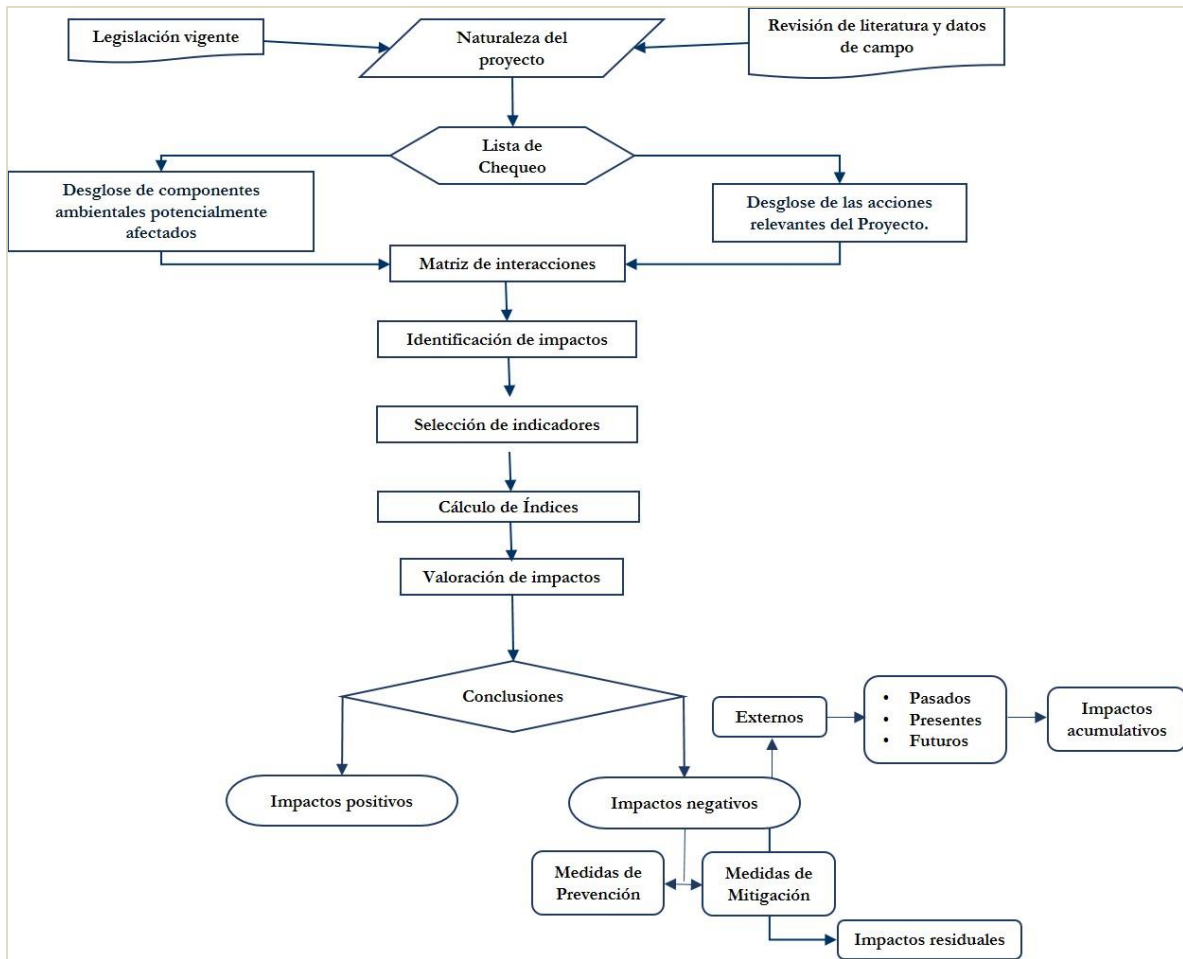 Legislación vigente
Naturaleza del
proyecto
Revisión de literatura y datos
de campo
Lista de
Chequeo
Desglose de componentes
ambientales potencialmente
afectados
Desglose de las acciones
relevantes del Proyecto.
Matriz de interacciones
Identificación de impactos
Selección de indicadores
Cálculo de Índices
Valoración de impactos
Conclusiones
Externos
• Pasados
• Presentes
• Futuros
Impactos
acumulativos
Impactos positivos
Impactos negativos
Medidas de
Prevención
Medidas de
Mitigación
Impactos residuales